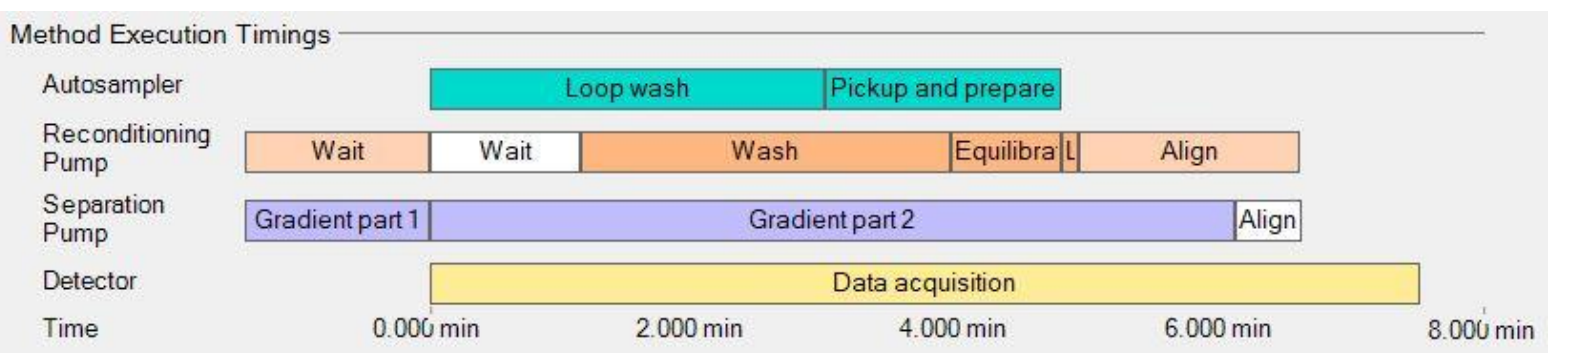 Method Execution Timings
Autosampler
Loop wash
Pickup and prepare
Reconditioning
Pump
Wait
Wait
Wash
Equilibra
L
Align
Separation
Pump
Gradient part 1
Gradient part 2
Align
Detector
Data acquisition
Time
0.000 min
2.000 min
4.000 min
6.000 min
8.000 min